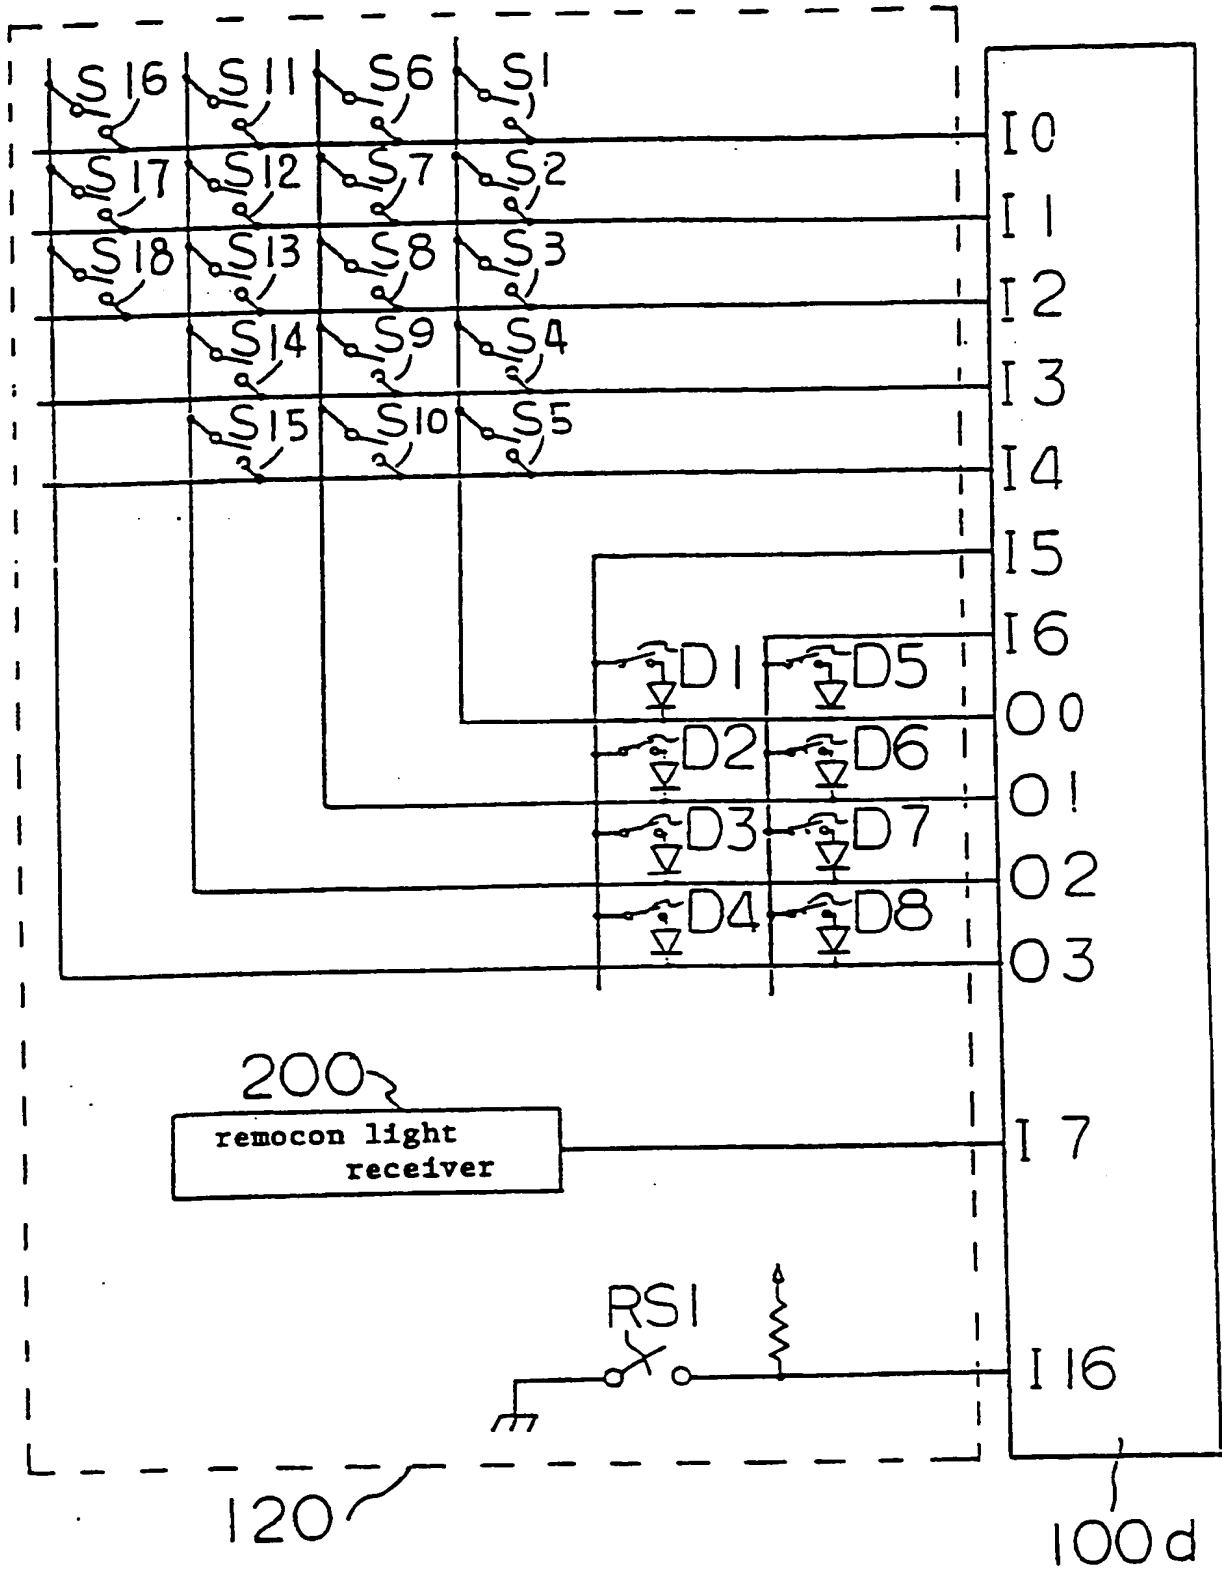 S16 S11 S6 S1
I0
S17 S12 S7 S2
I1
S18 S13 S8 S3
I2
S14 S9 S4
I3
S15 S10 S5
I4
I5
I6
D1 D5
O0
D2 D6
O1
D3 D7
O2
D4 D8
O3
200
remocon light
receiver
I7
RS1
I16
120
100d